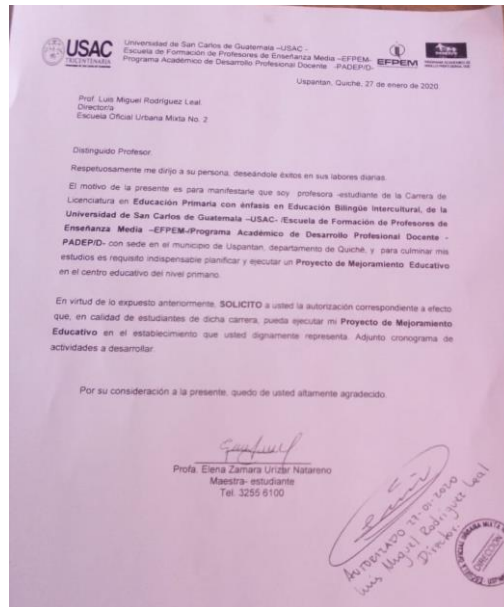 USAC
TRICENTENARIA
Universidad de San Carlos de Guatemala –USAC -
Escuela de Formación de Profesores de Enseñanza Media –EFPEM-
Programa Académico de Desarrollo Profesional Docente -PADEP/D-
EFPEM
Uspantan, Quiché, 27 de enero de 2020.
Prof. Luis Miguel Rodríguez Leal
Director/a
Escuela Oficial Urbana Mixta No. 2
Distinguido Profesor.
Respetuosamente me dirijo a su persona, deseándole éxitos en sus labores diarias.
El motivo de la presente es para manifestarle que soy profesora -estudiante de la Carrera de
Licenciatura en Educación Primaria con énfasis en Educación Bilingüe Intercultural, de la
Universidad de San Carlos de Guatemala –USAC- /Escuela de Formación de Profesores de
Enseñanza Media –EFPEM-/Programa Académico de Desarrollo Profesional Docente -
PADEP/D- con sede en el municipio de Uspantan, departamento de Quiché, y para culminar mis
estudios es requisito indispensable planificar y ejecutar un Proyecto de Mejoramiento Educativo
en el centro educativo del nivel primario.
En virtud de lo expuesto anteriormente, SOLICITO a usted la autorización correspondiente a efecto
que, en calidad de estudiantes de dicha carrera, pueda ejecutar mi Proyecto de Mejoramiento
Educativo en el establecimiento que usted dignamente representa. Adjunto cronograma de
actividades a desarrollar.
Por su consideración a la presente, quedo de usted altamente agradecido.
Profa. Elena Zamara Urizar Natareno
Maestra- estudiante
Tel. 3255 6100
AUTORIZADO 27-01-2020
Luis Miguel Rodríguez Leal
Director.
ESCUELA OFICIAL URBANA MIXTA
DIRECCION